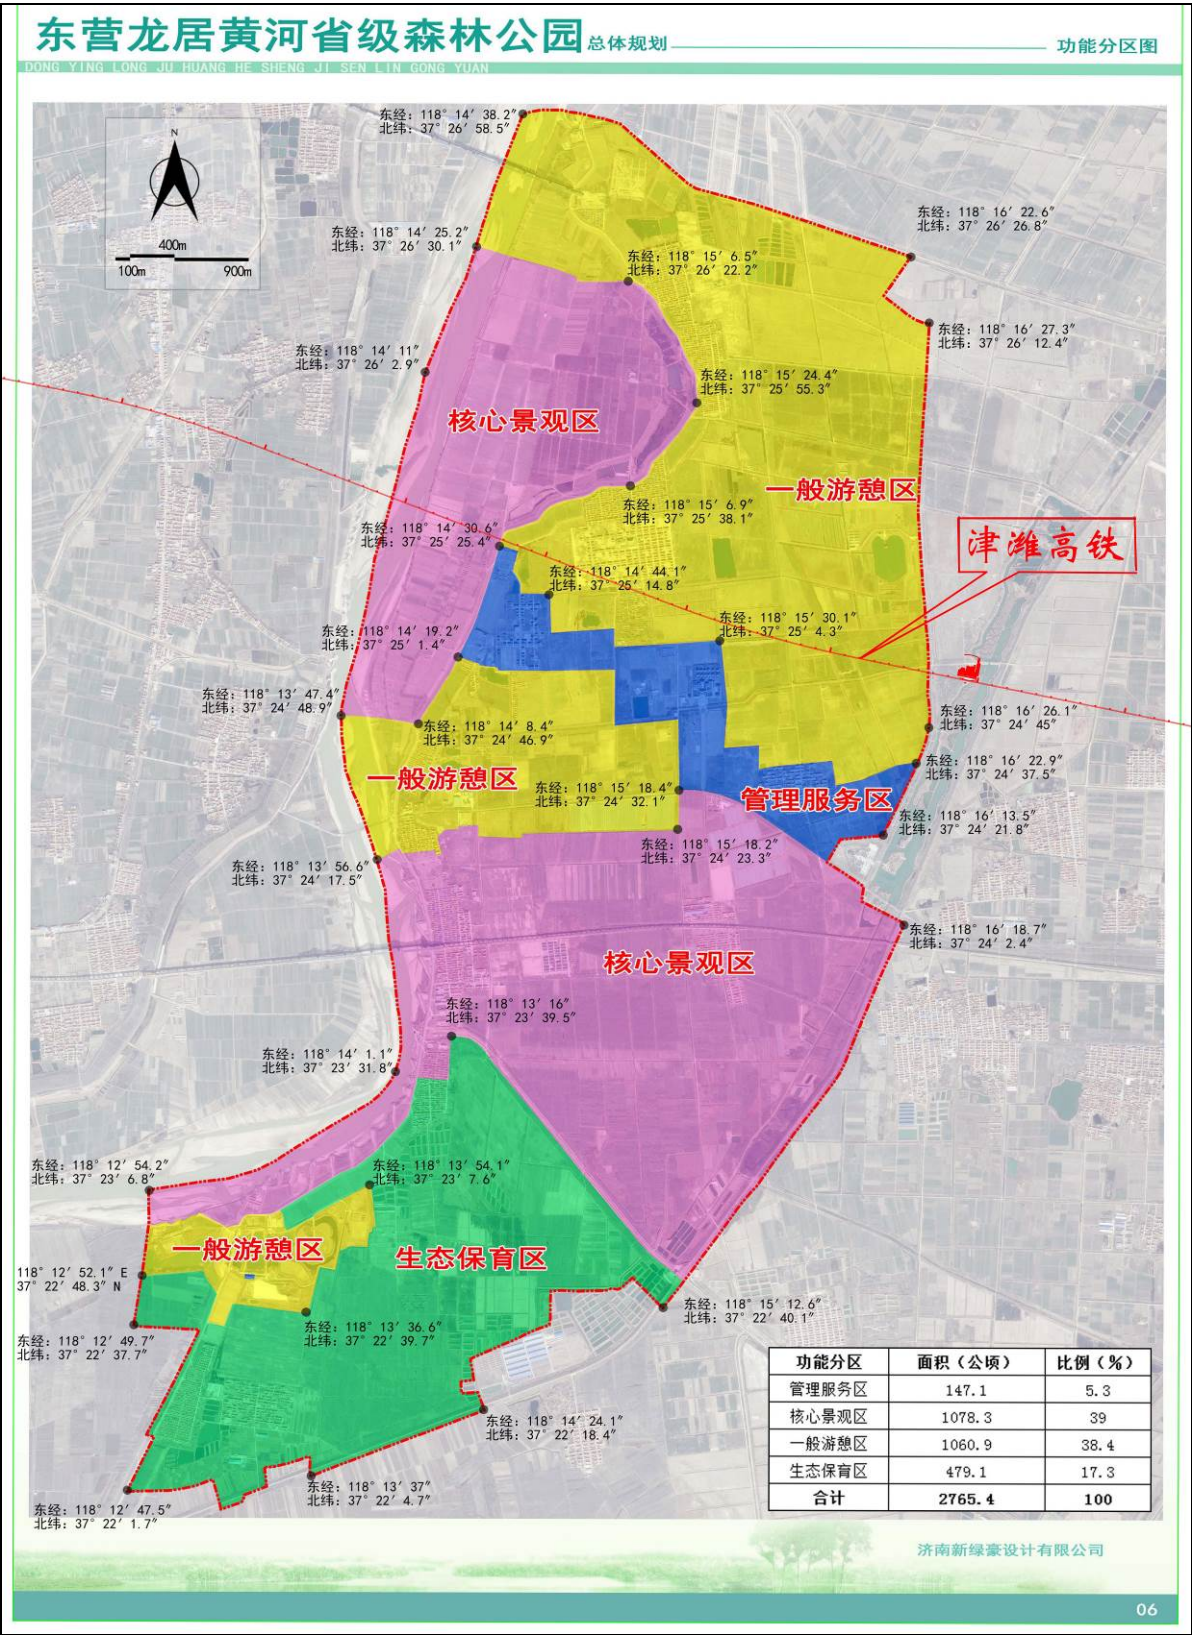 东营龙居黄河省级森林公园 总体规划 功能分区图
DONG YING LONG JU HUANG HE SHENG JI SEN LIN GONG YUAN
N
400m
100m 900m
东经: 118° 14′ 38.2″
北纬: 37° 26′ 58.5″
东经: 118° 14′ 25.2″
北纬: 37° 26′ 30.1″
东经: 118° 16′ 22.6″
北纬: 37° 26′ 26.8″
东经: 118° 15′ 6.5″
北纬: 37° 26′ 22.2″
东经: 118° 16′ 27.3″
北纬: 37° 26′ 12.4″
东经: 118° 14′ 11″
北纬: 37° 26′ 2.9″
东经: 118° 15′ 24.4″
北纬: 37° 25′ 55.3″
核心景观区
一般游憩区
东经: 118° 15′ 6.9″
北纬: 37° 25′ 38.1″
东经: 118° 14′ 30.6″
北纬: 37° 25′ 25.4″
津潍高铁
东经: 118° 14′ 44.1″
北纬: 37° 25′ 14.8″
东经: 118° 15′ 30.1″
北纬: 37° 25′ 4.3″
东经: 118° 14′ 19.2″
北纬: 37° 25′ 1.4″
东经: 118° 13′ 47.4″
北纬: 37° 24′ 48.9″
东经: 118° 14′ 8.4″
北纬: 37° 24′ 46.9″
东经: 118° 16′ 26.1″
北纬: 37° 24′ 45″
东经: 118° 16′ 22.9″
北纬: 37° 24′ 37.5″
一般游憩区
东经: 118° 15′ 18.4″
北纬: 37° 24′ 32.1″
管理服务区
东经: 118° 16′ 13.5″
北纬: 37° 24′ 21.8″
东经: 118° 15′ 18.2″
北纬: 37° 24′ 23.3″
东经: 118° 13′ 56.6″
北纬: 37° 24′ 17.5″
东经: 118° 16′ 18.7″
北纬: 37° 24′ 2.4″
核心景观区
东经: 118° 13′ 16″
北纬: 37° 23′ 39.5″
东经: 118° 14′ 1.1″
北纬: 37° 23′ 31.8″
东经: 118° 12′ 54.2″
北纬: 37° 23′ 6.8″
东经: 118° 13′ 54.1″
北纬: 37° 23′ 7.6″
一般游憩区
生态保育区
118° 12′ 52.1″ E
37° 22′ 48.3″ N
东经: 118° 15′ 12.6″
北纬: 37° 22′ 40.1″
东经: 118° 13′ 36.6″
北纬: 37° 22′ 39.7″
东经: 118° 12′ 49.7″
北纬: 37° 22′ 37.7″
东经: 118° 14′ 24.1″
北纬: 37° 22′ 18.4″
东经: 118° 13′ 37″
北纬: 37° 22′ 4.7″
东经: 118° 12′ 47.5″
北纬: 37° 22′ 1.7″
功能分区 面积（公顷） 比例（%）
管理服务区 147.1 5.3
核心景观区 1078.3 39
一般游憩区 1060.9 38.4
生态保育区 479.1 17.3
合计 2765.4 100
济南新绿豪设计有限公司
06